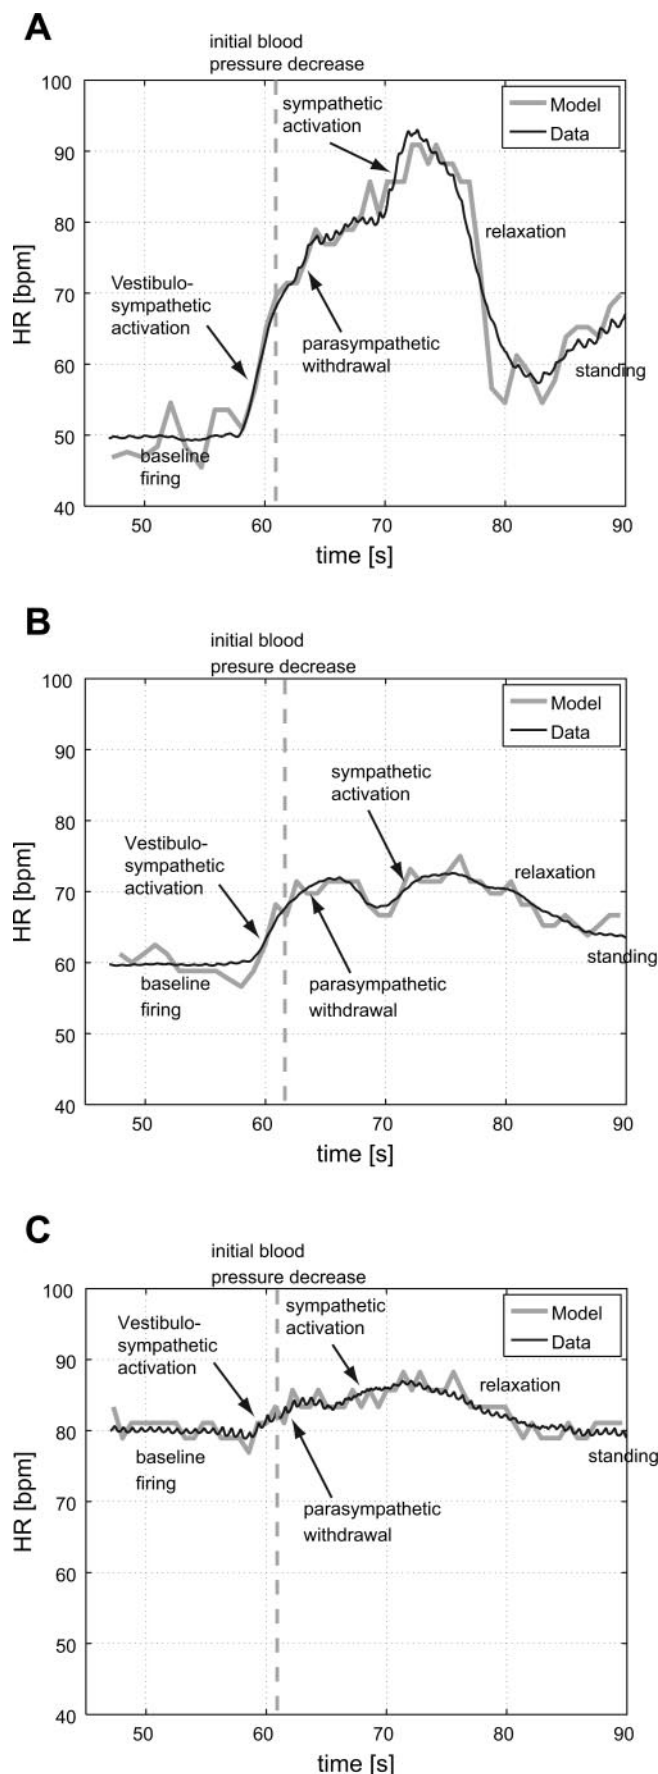 A
initial blood
pressure decrease
100
90
80
70
60
50
40
HR [bpm]
sympathetic
activation
Model
Data
relaxation
Vestibulo-
sympathetic
activation
parasympathetic
withdrawal
standing
baseline
firing
50
60
70
80
90
time [s]
B
initial blood
presure decrease
100
90
80
70
60
50
40
HR [bpm]
Model
Data
sympathetic
activation
Vestibulo-
sympathetic
activation
relaxation
standing
baseline
firing
parasympathetic
withdrawal
50
60
70
80
90
time [s]
C
initial blood
pressure decrease
100
90
80
70
60
50
40
HR [bpm]
Vestibulo-
sympathetic
activation
sympathetic
activation
Model
Data
relaxation
baseline
firing
standing
parasympathetic
withdrawal
50
60
70
80
90
time [s]